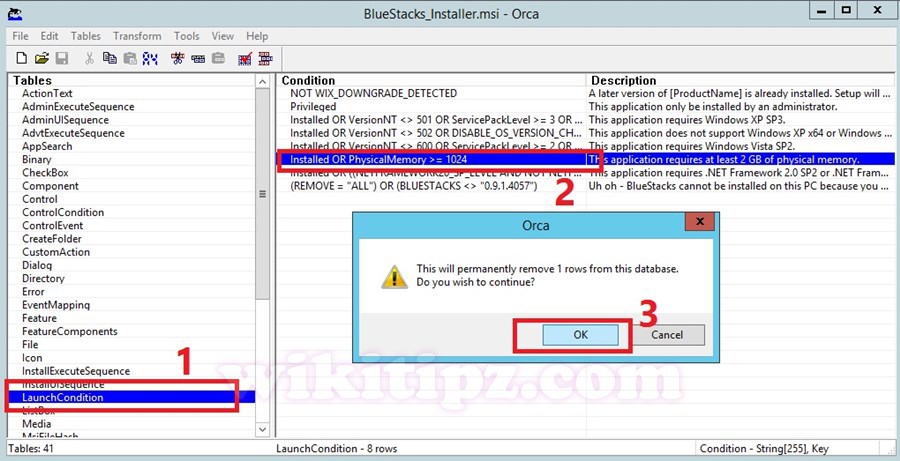 BlueStacks_Installer.msi - Orca
File Edit Tables Transform Tools View Help
Tables
ActionText
AdminExecuteSequence
AdminUISequence
AdvtExecuteSequence
AppSearch
Binary
CheckBox
Component
Control
ControlCondition
ControlEvent
CreateFolder
CustomAction
Dialog
Directory
Error
EventMapping
Feature
FeatureComponents
File
Icon
InstallExecuteSequence
InstallUISequence
LaunchCondition
ListBox
Media
MsiFileHash
1
Condition Description
NOT WIX_DOWNGRADE_DETECTED A later version of [ProductName] is already installed. Setup will ...
Privileged This application only be installed by an administrator.
Installed OR VersionNT <> 501 OR ServicePackLevel >= 3 OR ... This application requires Windows XP SP3.
Installed OR VersionNT <> 502 OR DISABLE_OS_VERSION_CH... This application does not support Windows XP x64 or Windows ...
Installed OR VersionNT <> 600 OR ServicePackLevel >= 2 OR ... This application requires Windows Vista SP2.
Installed OR PhysicalMemory >= 1024 This application requires at least 2 GB of physical memory.
Installed OR ((NETFRAMEWORK20_SP_LEVEL AND NOT NETF... This application requires .NET Framework 2.0 SP2 or .NET Fram...
(REMOVE = "ALL") OR (BLUESTACKS <> "0.9.1.4057") Uh oh - BlueStacks cannot be installed on this PC because you ...
2
Orca
This will permanently remove 1 rows from this database.
Do you wish to continue?
3
OK Cancel
wikitipz.com
Tables: 41 LaunchCondition - 8 rows Condition - String[255], Key